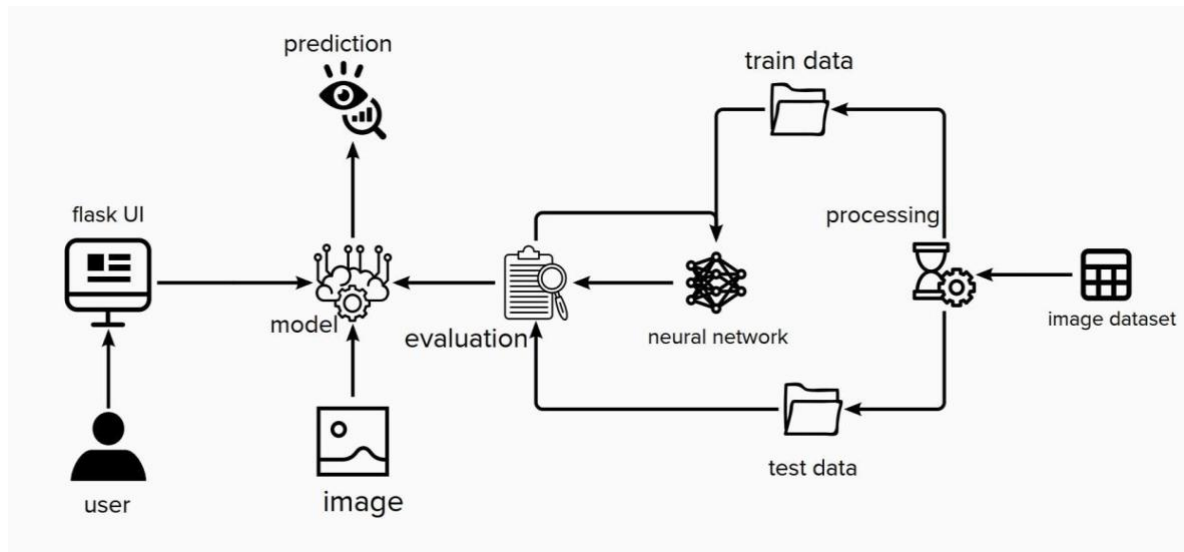 prediction
train data
flask UI
processing
model
evaluation
neural network
image dataset
test data
image
user